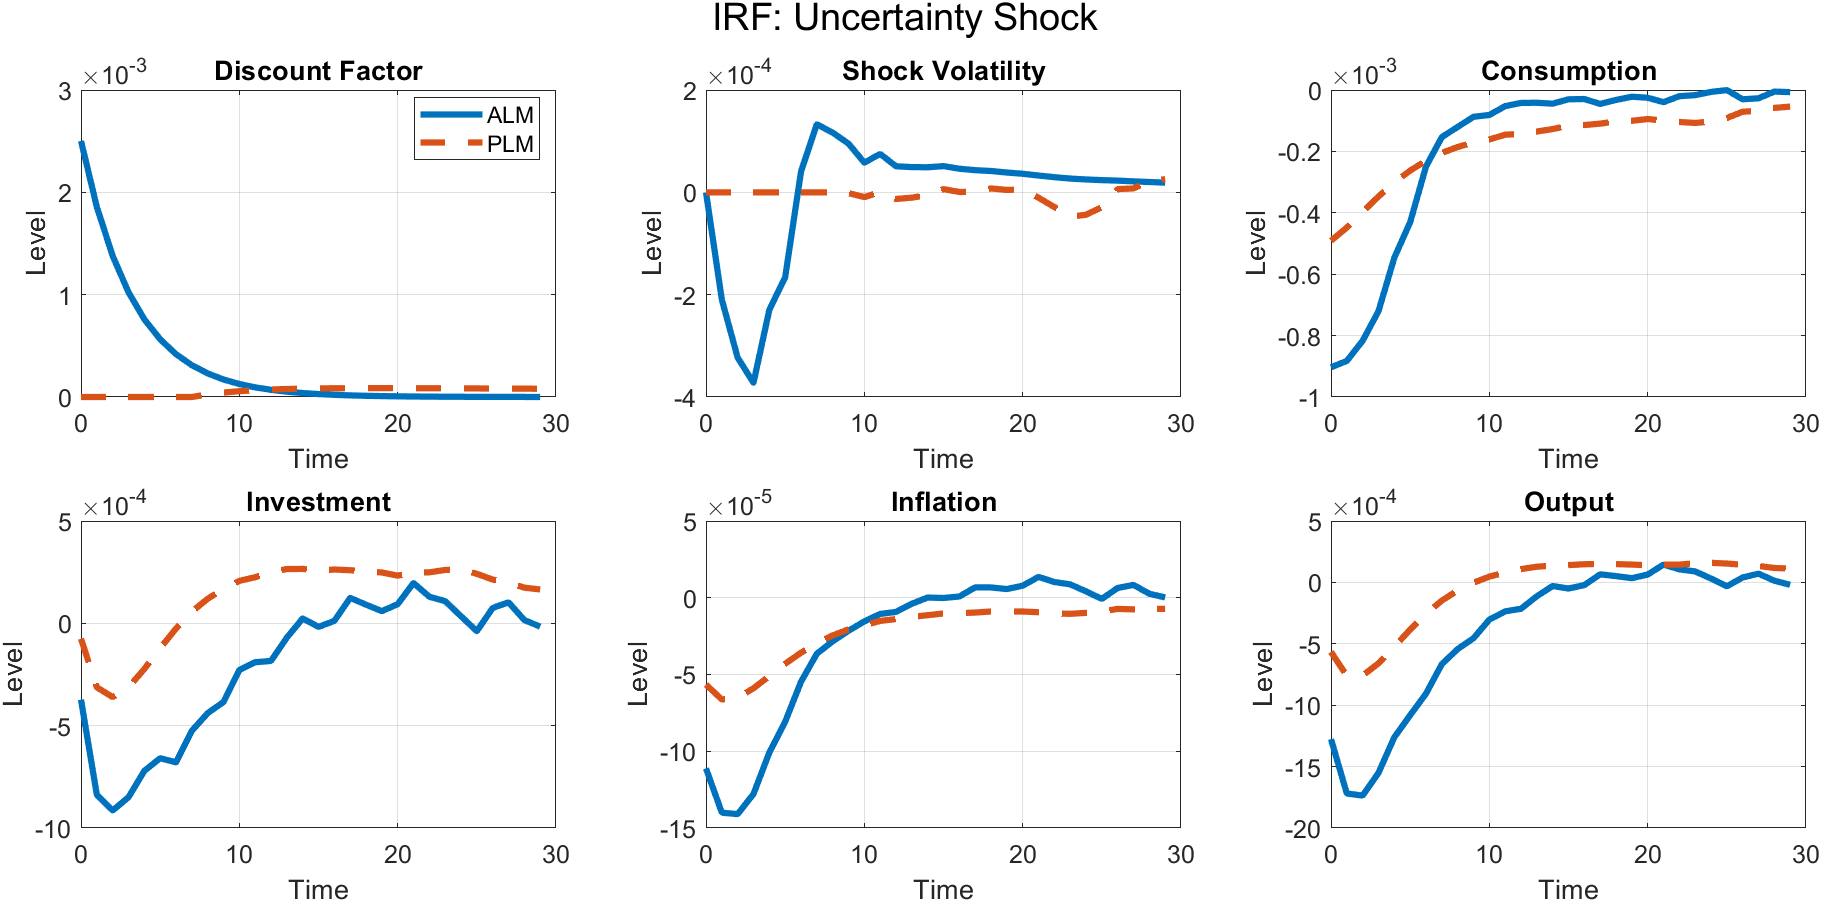 IRF: Uncertainty Shock
×10-3
Discount Factor
3
2
1
0
Level
ALM
PLM
0 10 20 30
Time
×10-4
Shock Volatility
2
0
-2
-4
Level
0 10 20 30
Time
×10-3
Consumption
0
-0.2
-0.4
-0.6
-0.8
-1
Level
0 10 20 30
Time
×10-4
Investment
5
0
-5
-10
Level
0 10 20 30
Time
×10-5
Inflation
5
0
-5
-10
-15
Level
0 10 20 30
Time
×10-4
Output
5
0
-5
-10
-15
-20
Level
0 10 20 30
Time